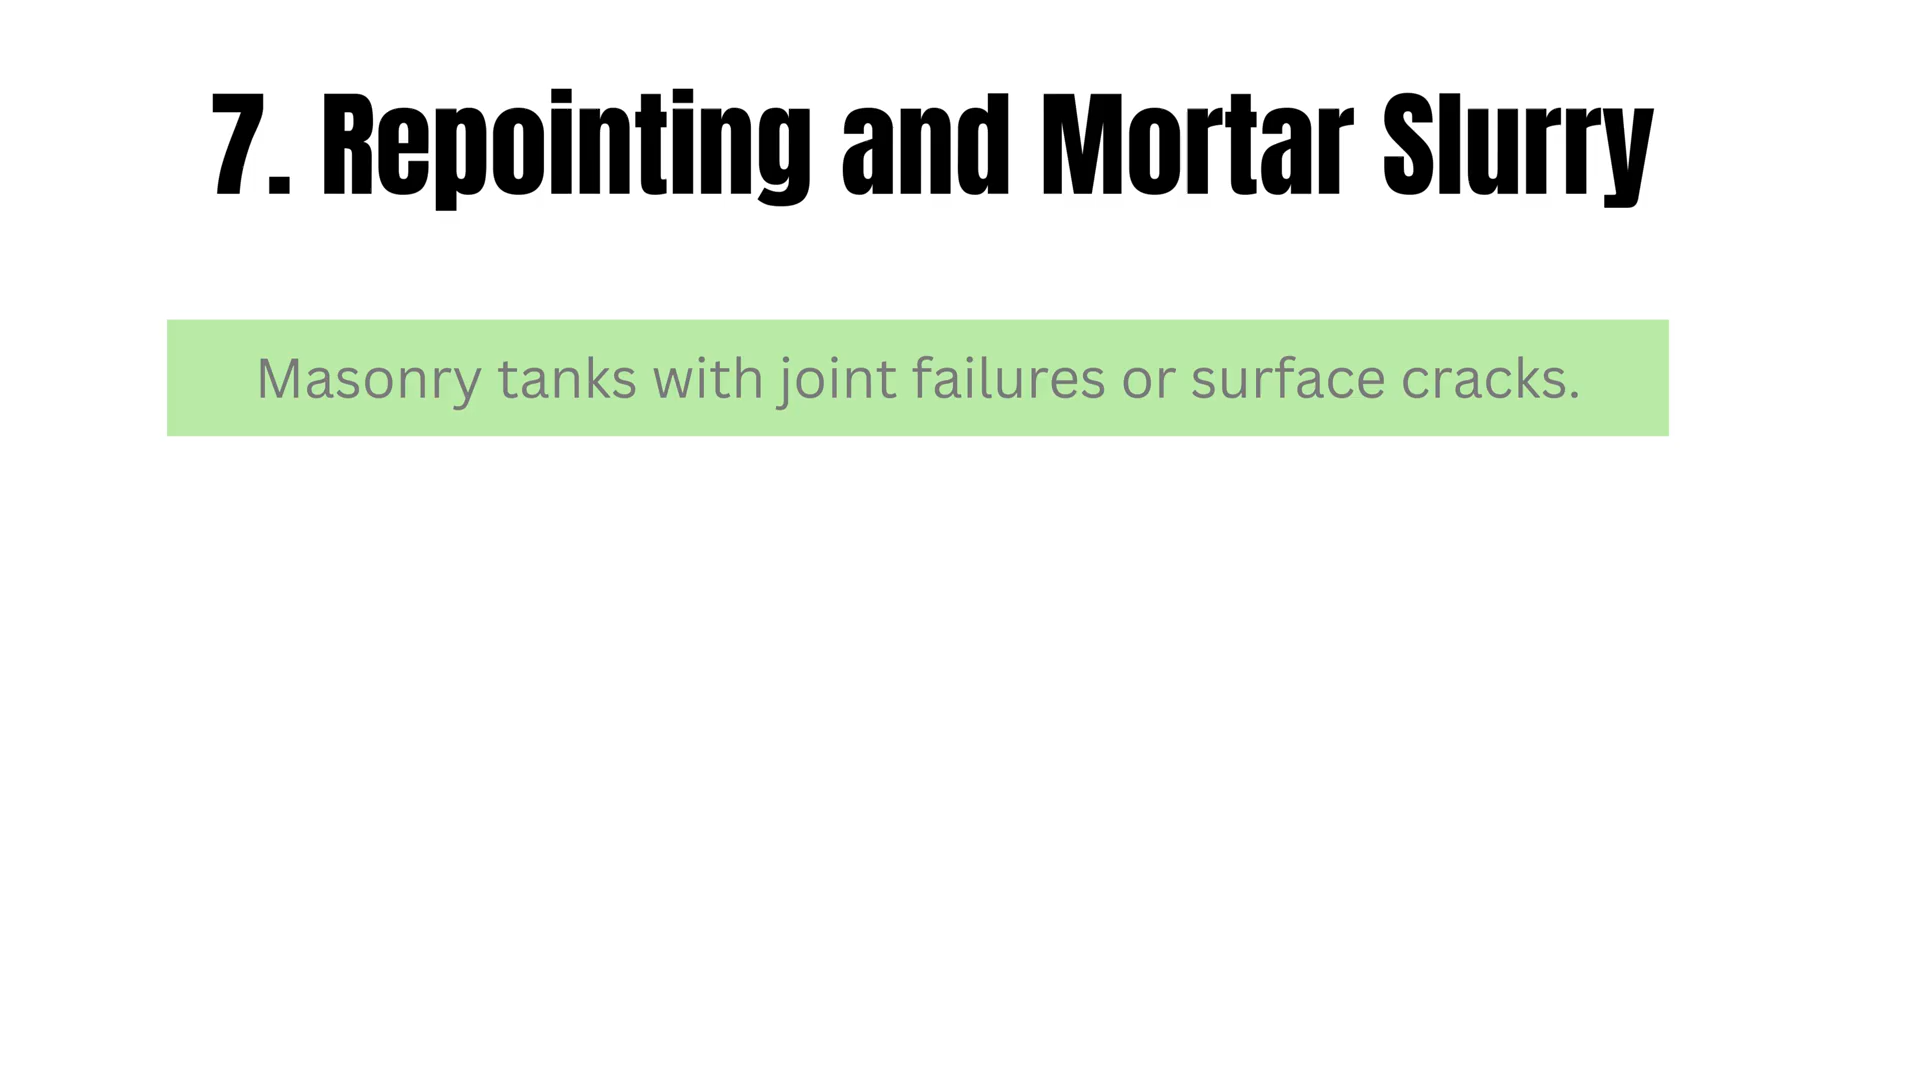 7. Repointing and Mortar Slurry
Masonry tanks with joint failures or surface cracks.